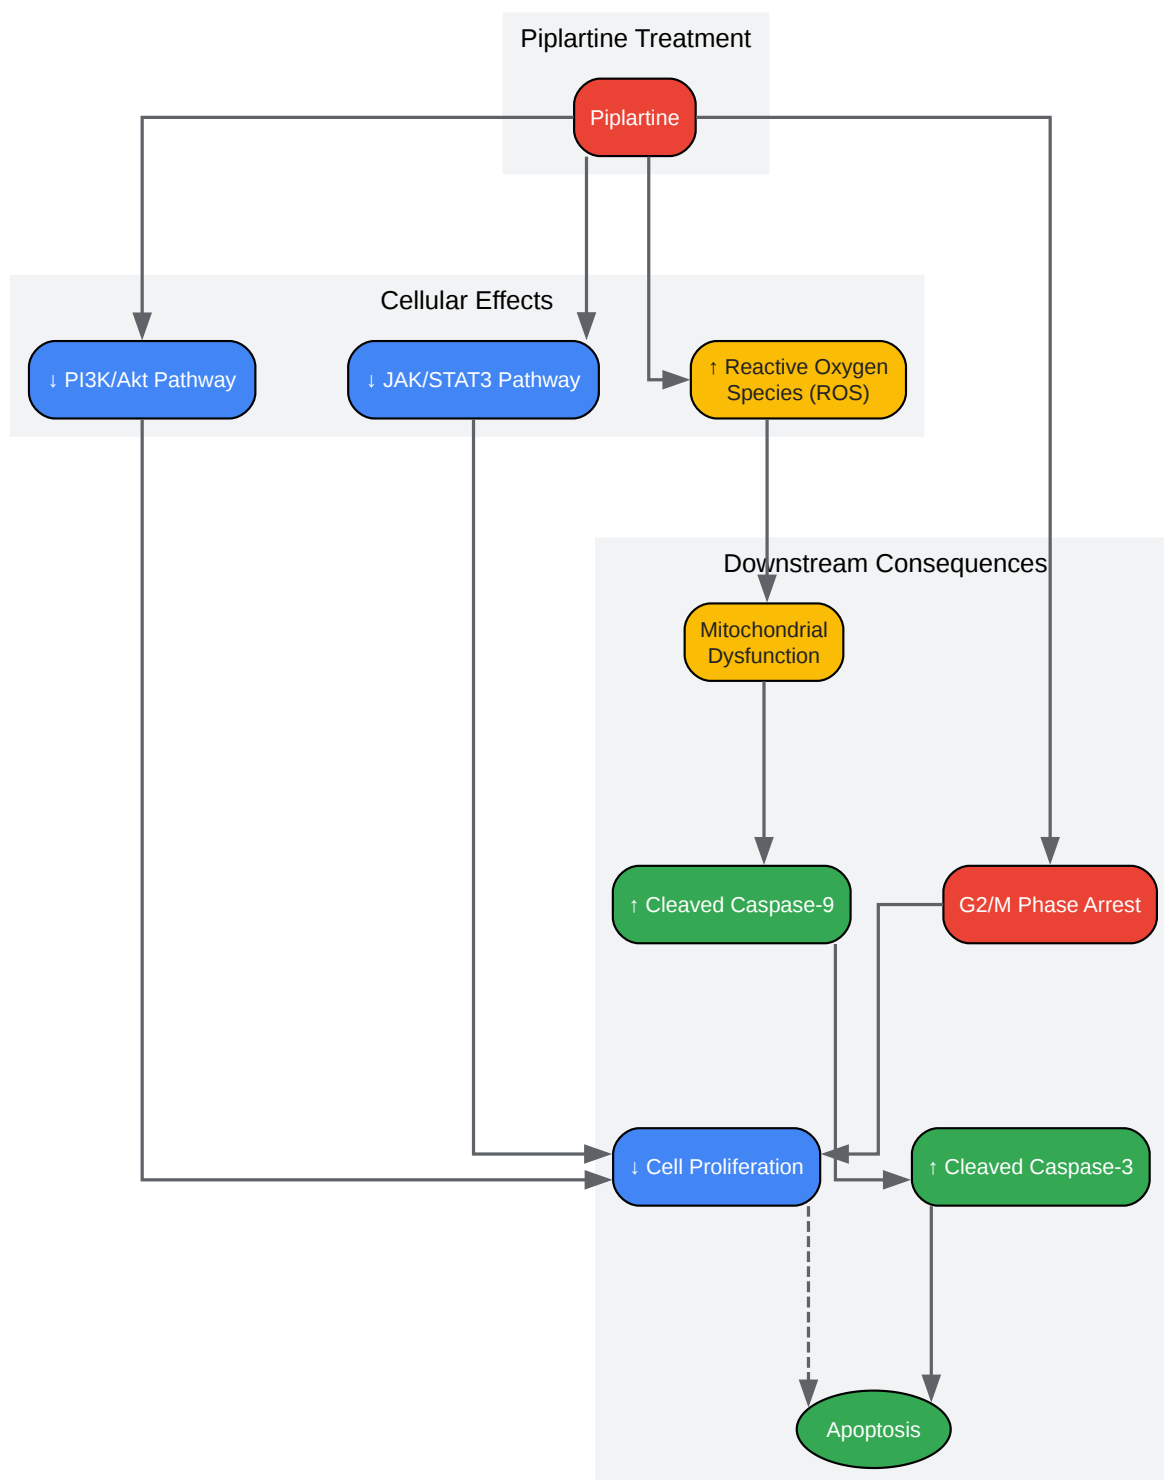 Piplartine Treatment
Piplartine
Cellular Effects
↓ PI3K/Akt Pathway
↓ JAK/STAT3 Pathway
↑ Reactive Oxygen
Species (ROS)
Downstream Consequences
Mitochondrial
Dysfunction
↑ Cleaved Caspase-9
G2/M Phase Arrest
↓ Cell Proliferation
↑ Cleaved Caspase-3
Apoptosis